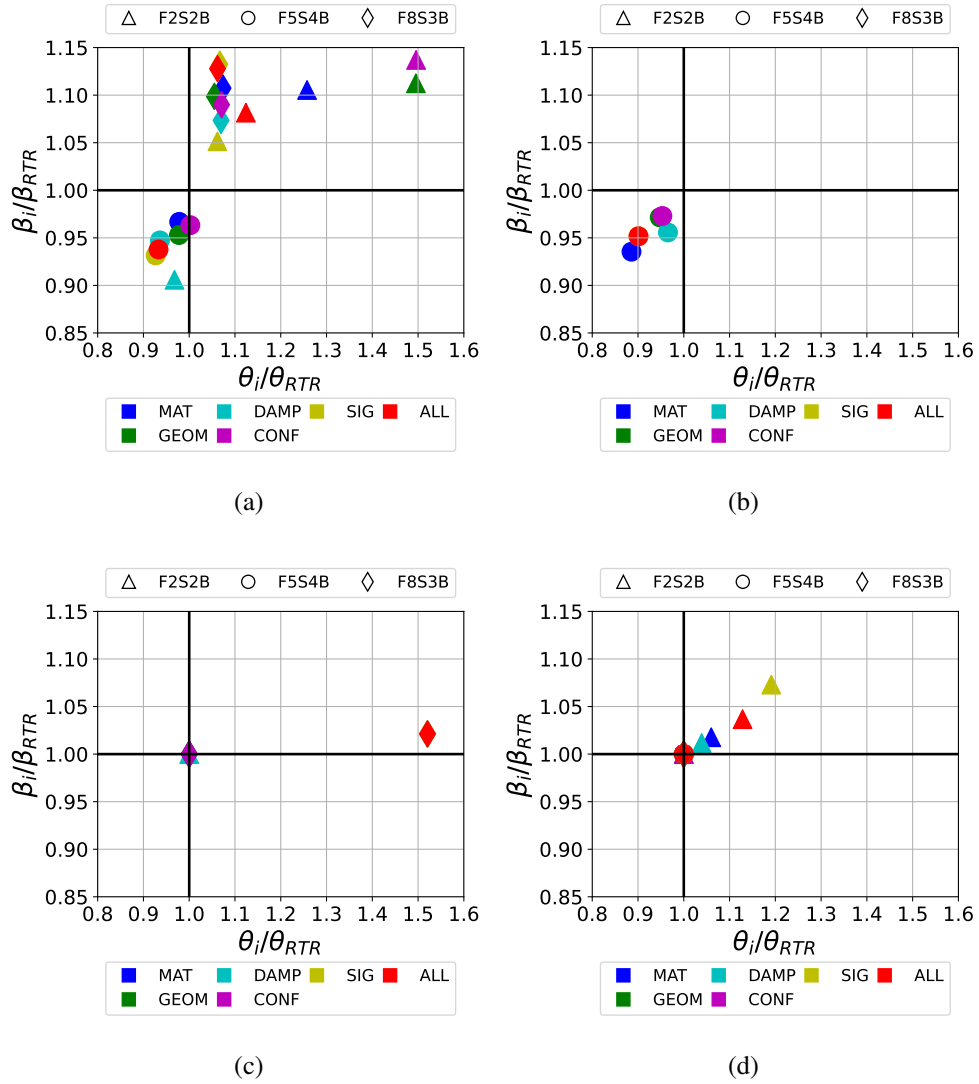 F2S2B F5S4B F8S3B F2S2B F5S4B F8S3B
1.15 1.15
1.10 1.10
1.05 1.05
1.00 1.00
0.95 0.95
0.90 0.90
0.85 0.85
βi/βRTR βi/βRTR
0.8 0.9 1.0 1.1 1.2 1.3 1.4 1.5 1.6 0.8 0.9 1.0 1.1 1.2 1.3 1.4 1.5 1.6
θi/θRTR θi/θRTR
MAT DAMP SIG ALL MAT DAMP SIG ALL
GEOM CONF GEOM CONF
(a) (b)
F2S2B F5S4B F8S3B F2S2B F5S4B F8S3B
1.15 1.15
1.10 1.10
1.05 1.05
1.00 1.00
0.95 0.95
0.90 0.90
0.85 0.85
βi/βRTR βi/βRTR
0.8 0.9 1.0 1.1 1.2 1.3 1.4 1.5 1.6 0.8 0.9 1.0 1.1 1.2 1.3 1.4 1.5 1.6
θi/θRTR θi/θRTR
MAT DAMP SIG ALL MAT DAMP SIG ALL
GEOM CONF GEOM CONF
(c) (d)